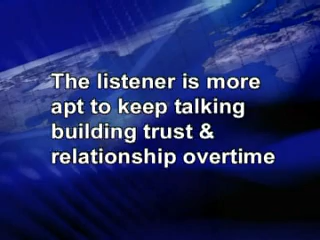 The listener is more
apt to keep talking
building trust &
relationship overtime